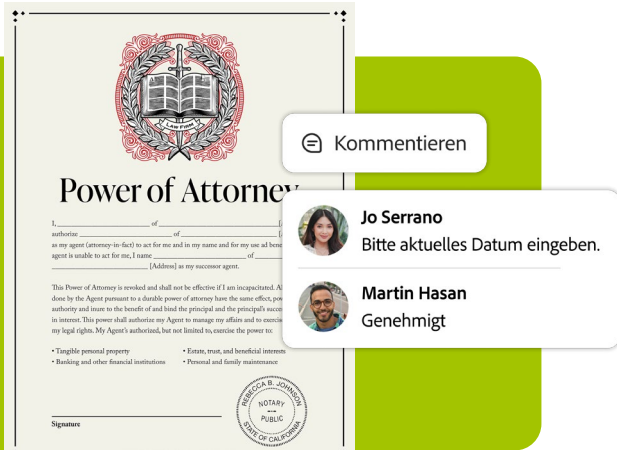 LAW FIRM
Power of Attorney
I, of
authorize of
as my agent (attorney-in-fact) to act for me and in my name and for my use ad
agent is unable to act for me, I name of
[Address] as my successor agent.
This Power of Attorney is revoked and shall not be effective if I am incapacitated.
done by the Agent pursuant to a durable power of attorney have the same effect,
authority and inure to the benefit of and bind the principal and the principal's
in interest. This power shall authorize my Agent to manage my affairs and to
my legal rights. My Agent's authorized, but not limited to, exercise the power to:
• Tangible personal property
• Banking and other financial institutions
• Estate, trust, and beneficial interests
• Personal and family maintenance
Signature
REBECCA B. JOHNSON
NOTARY
PUBLIC
STATE OF CALIFORNIA
Kommentieren
Jo Serrano
Bitte aktuelles Datum eingeben.
Martin Hasan
Genehmigt